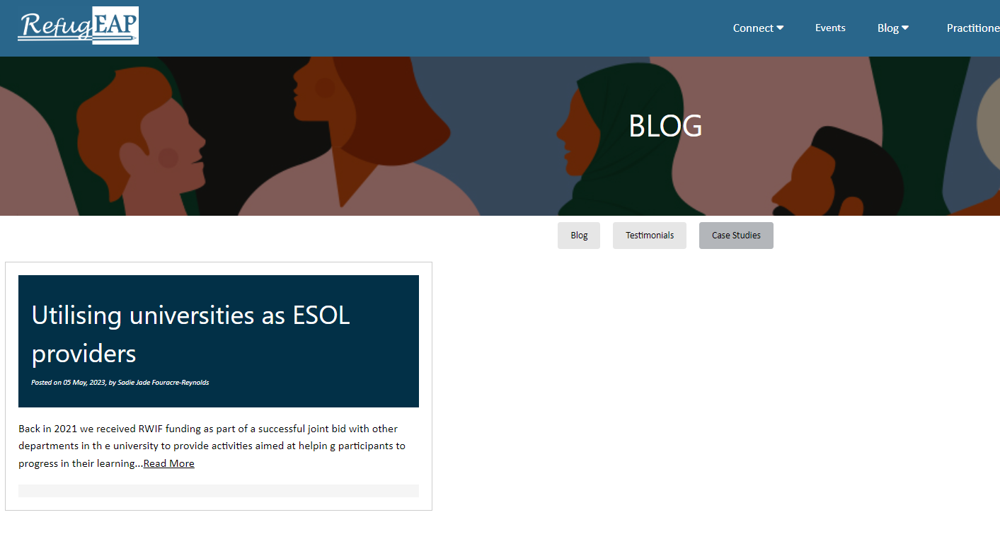 RefugEAP
Connect
Events
Blog
Practitione
BLOG
Blog
Testimonials
Case Studies
Utilising universities as ESOL
providers
Posted on 05 May, 2023, by Sadie Jade Fouracre-Reynolds
Back in 2021 we received RWIF funding as part of a successful joint bid with other
departments in th e university to provide activities aimed at helpin g participants to
progress in their learning...Read More